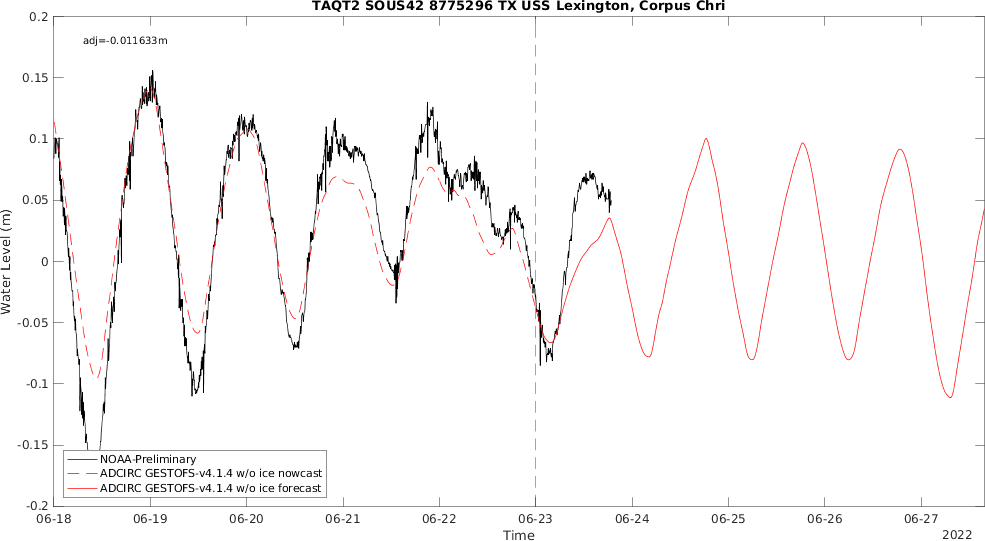 TAQT2 SOUS42 8775296 TX USS Lexington, Corpus Chri
adj=-0.011633m
0.2
0.15
0.1
0.05
0
-0.05
-0.1
-0.15
-0.2
Water Level (m)
NOAA-Preliminary
ADCIRC GESTOFS-v4.1.4 w/o ice nowcast
ADCIRC GESTOFS-v4.1.4 w/o ice forecast
06-18 06-19 06-20 06-21 06-22 06-23 06-24 06-25 06-26 06-27
Time
2022